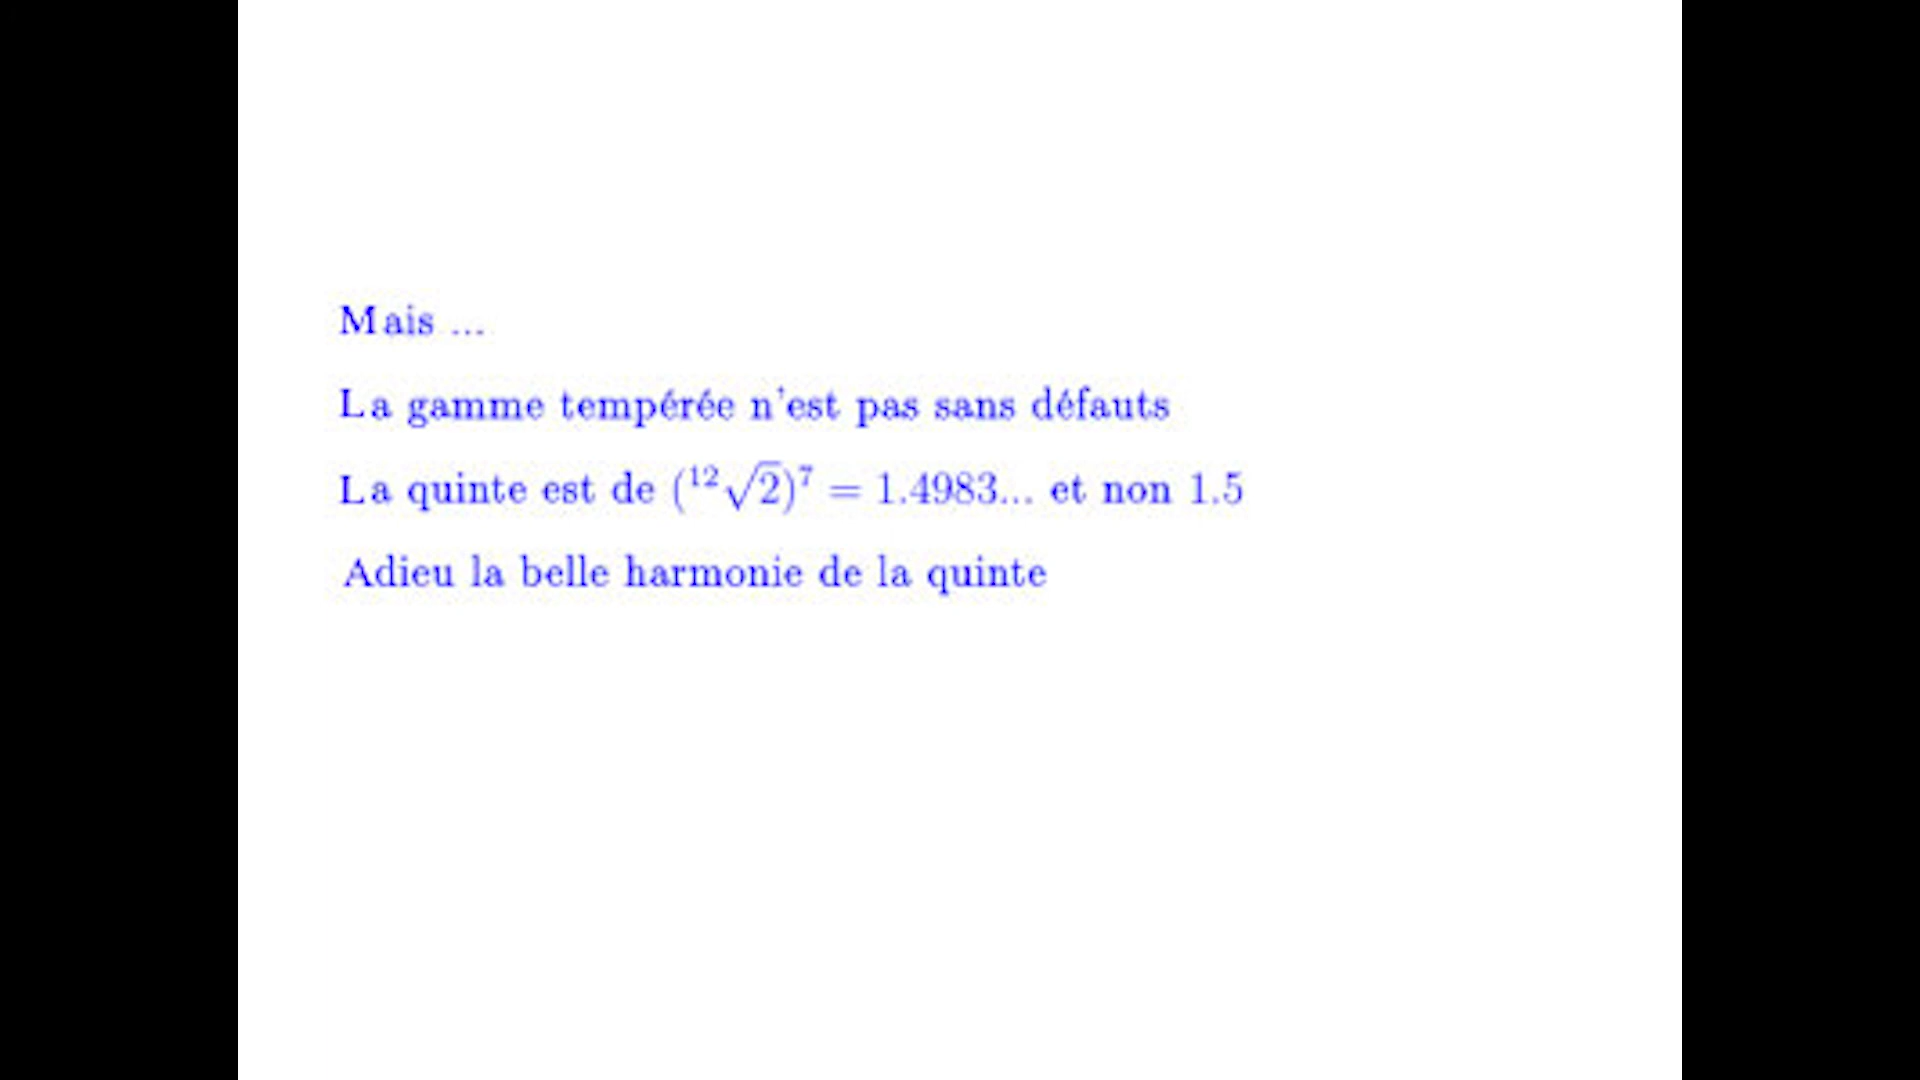 Mais ...
La gamme tempérée n'est pas sans défauts
La quinte est de (¹²√2)⁷ = 1.4983... et non 1.5
Adieu la belle harmonie de la quinte